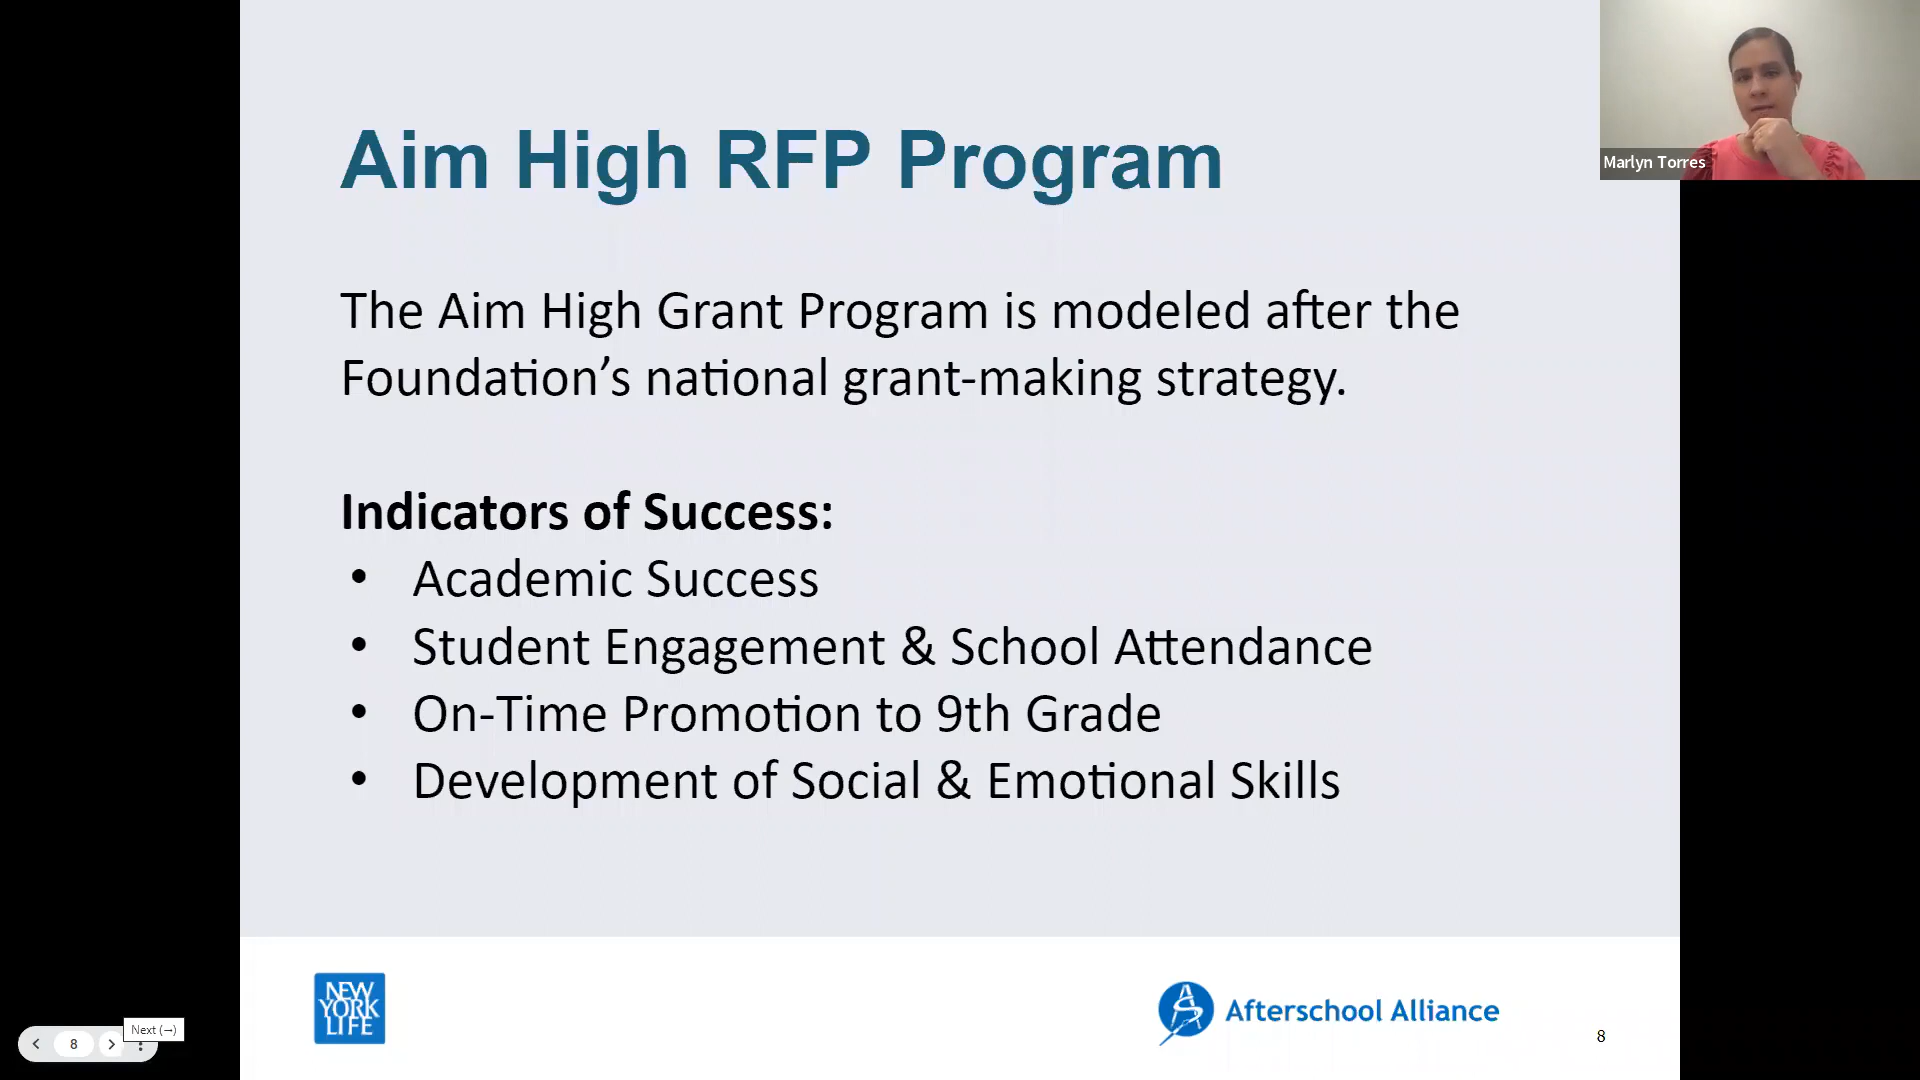 Aim High RFP Program
Marlyn Torres
The Aim High Grant Program is modeled after the
Foundation’s national grant-making strategy.
Indicators of Success:
• Academic Success
• Student Engagement & School Attendance
• On-Time Promotion to 9th Grade
• Development of Social & Emotional Skills
NEW
YORK
LIFE
Afterschool Alliance
8
Next (→)
8